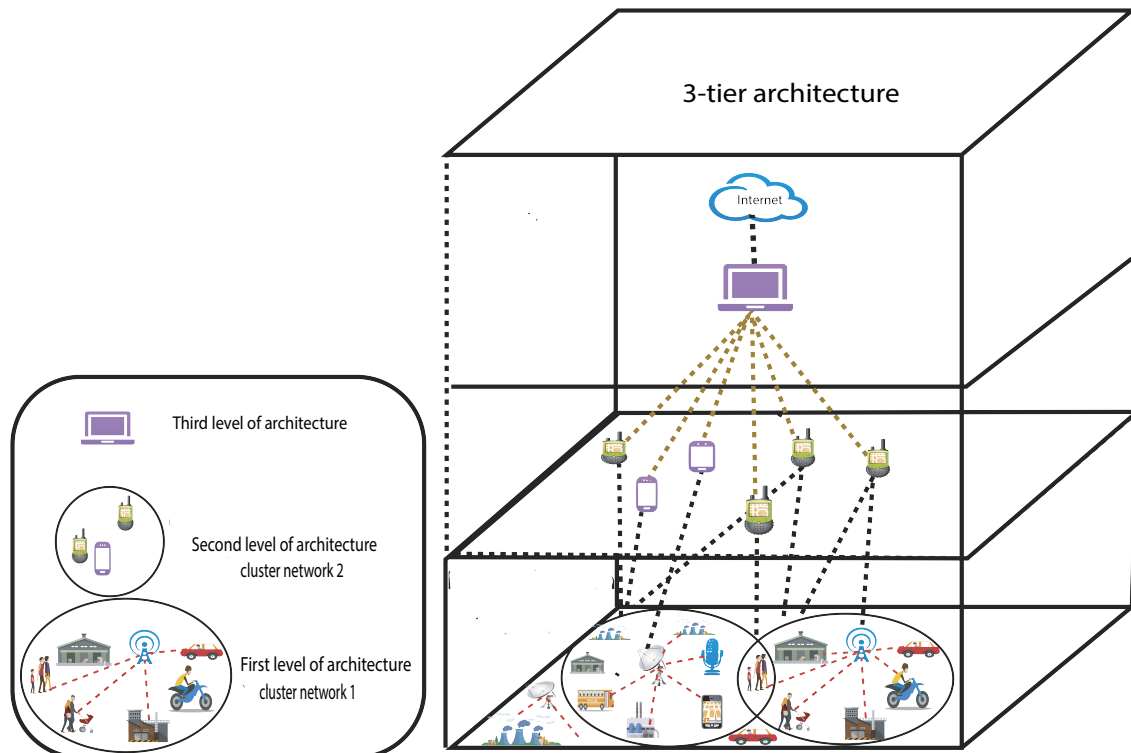 3-tier architecture
Internet
Third level of architecture
Second level of architecture
cluster network 2
First level of architecture
cluster network 1